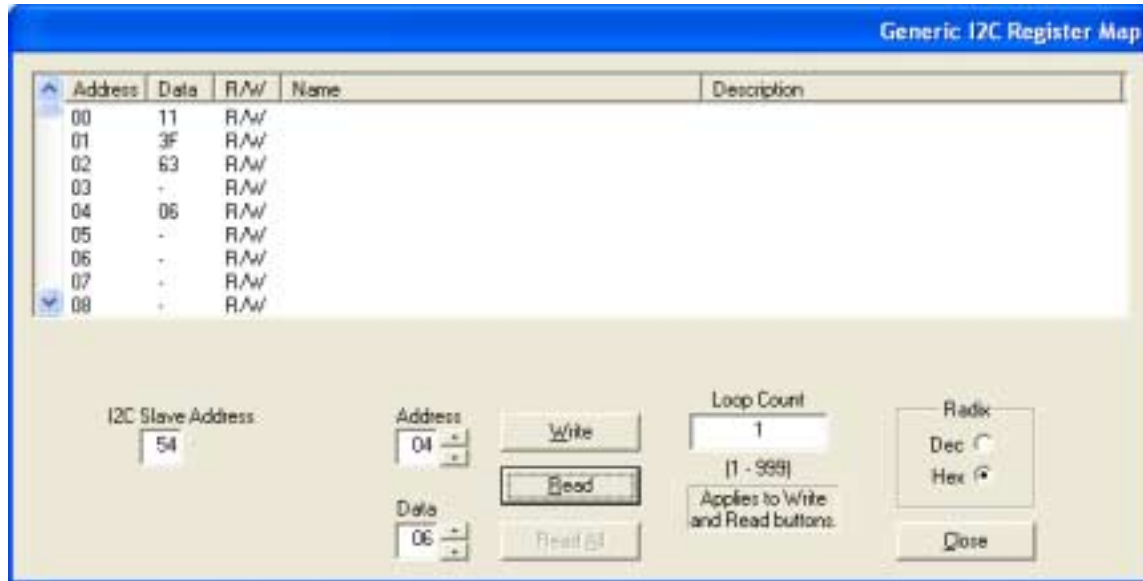 Generic I2C Register Map
Address Data R/W Name Description
00 11 R/W
01 3F R/W
02 63 R/W
03 - R/W
04 06 R/W
05 - R/W
06 - R/W
07 - R/W
08 - R/W
I2C Slave Address
54
Address
04
Data
06
Write
Read
Read All
Loop Count
1
(1 - 999)
Applies to Write
and Read buttons.
Radix
Dec
Hex
Close